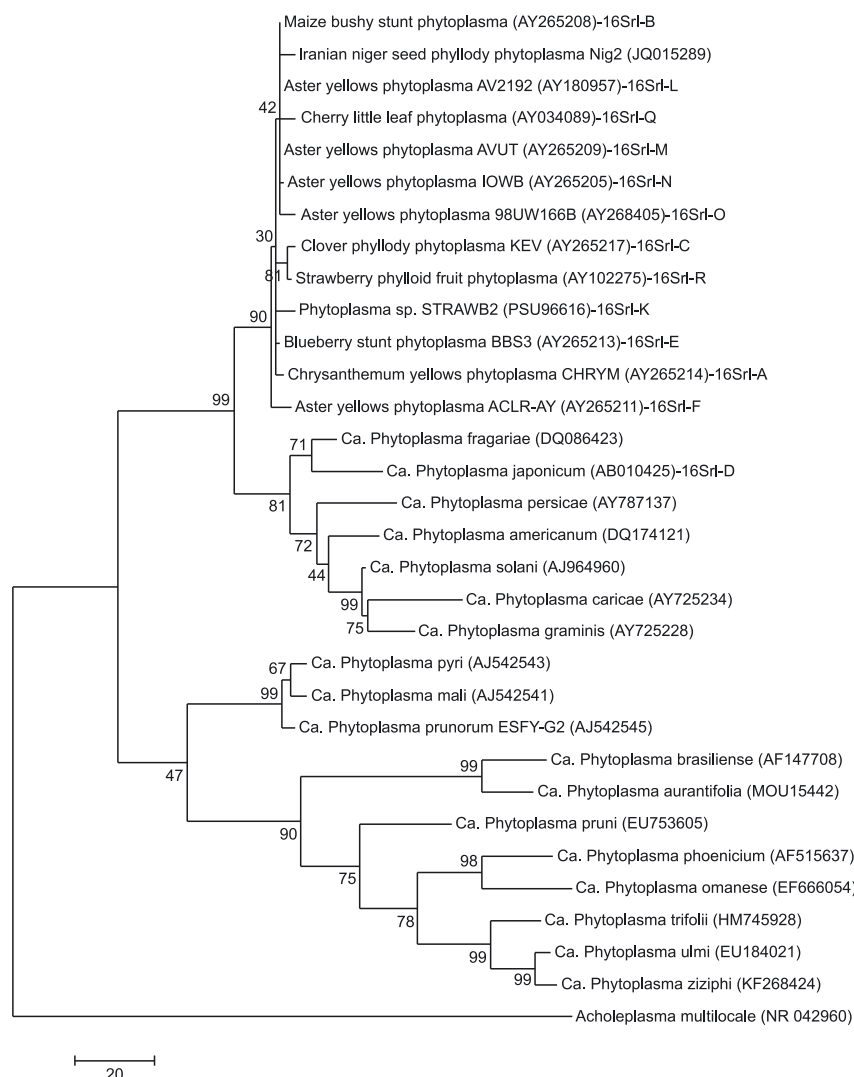 Maize bushy stunt phytoplasma (AY265208)-16SrI-B
Iranian niger seed phyllody phytoplasma Nig2 (JQ015289)
Aster yellows phytoplasma AV2192 (AY180957)-16SrI-L
42
Cherry little leaf phytoplasma (AY034089)-16SrI-Q
Aster yellows phytoplasma AVUT (AY265209)-16SrI-M
Aster yellows phytoplasma IOWB (AY265205)-16SrI-N
Aster yellows phytoplasma 98UW166B (AY268405)-16SrI-O
30
Clover phyllody phytoplasma KEV (AY265217)-16SrI-C
81
Strawberry phylloid fruit phytoplasma (AY102275)-16SrI-R
Phytoplasma sp. STRAWB2 (PSU96616)-16SrI-K
90
Blueberry stunt phytoplasma BBS3 (AY265213)-16SrI-E
Chrysanthemum yellows phytoplasma CHRYM (AY265214)-16SrI-A
99
Aster yellows phytoplasma ACLR-AY (AY265211)-16SrI-F
Ca. Phytoplasma fragariae (DQ086423)
71
Ca. Phytoplasma japonicum (AB010425)-16SrI-D
81
Ca. Phytoplasma persicae (AY787137)
72
Ca. Phytoplasma americanum (DQ174121)
44
Ca. Phytoplasma solani (AJ964960)
99
Ca. Phytoplasma caricae (AY725234)
75
Ca. Phytoplasma graminis (AY725228)
67
Ca. Phytoplasma pyri (AJ542543)
99
Ca. Phytoplasma mali (AJ542541)
Ca. Phytoplasma prunorum ESFY-G2 (AJ542545)
47
Ca. Phytoplasma brasiliense (AF147708)
99
Ca. Phytoplasma aurantifolia (MOU15442)
90
Ca. Phytoplasma pruni (EU753605)
75
Ca. Phytoplasma phoenicium (AF515637)
98
Ca. Phytoplasma omanese (EF666054)
78
Ca. Phytoplasma trifolii (HM745928)
99
Ca. Phytoplasma ulmi (EU184021)
99
Ca. Phytoplasma ziziphi (KF268424)
Acholeplasma multilocale (NR 042960)
20